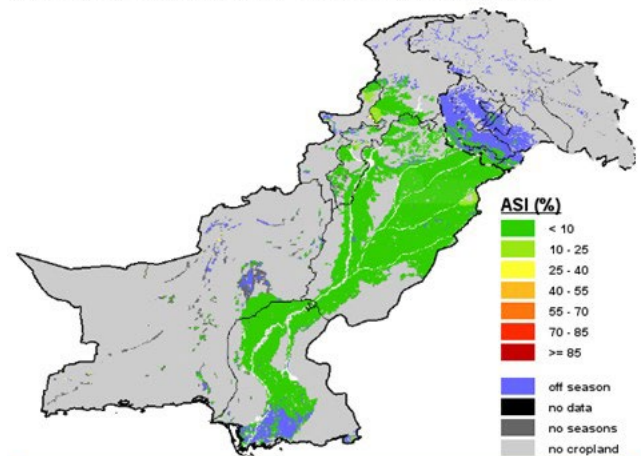 ASI (%)
< 10
10 - 25
25 - 40
40 - 55
55 - 70
70 - 85
>= 85
off season
no data
no seasons
no cropland